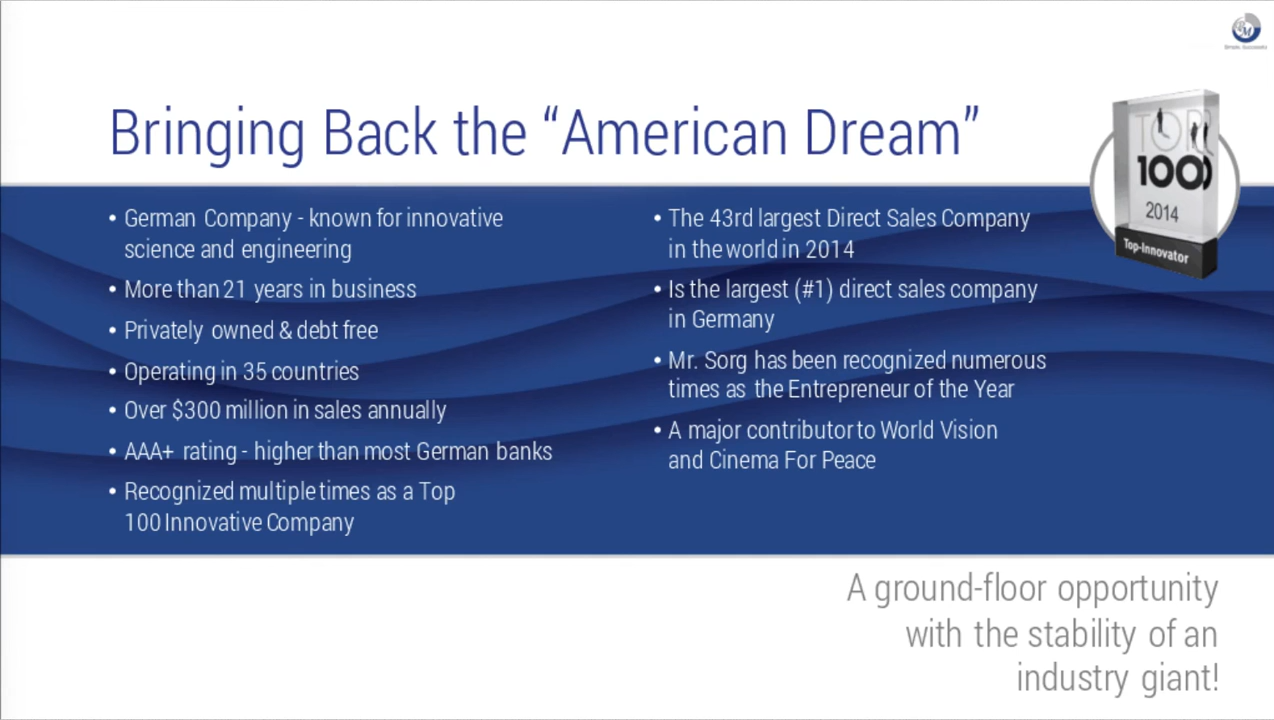 Bringing Back the “American Dream”
• German Company - known for innovative
science and engineering
• More than 21 years in business
• Privately owned & debt free
• Operating in 35 countries
• Over $300 million in sales annually
• AAA+ rating - higher than most German banks
• Recognized multiple times as a Top
100 Innovative Company
• The 43rd largest Direct Sales Company
in the world in 2014
• Is the largest (#1) direct sales company
in Germany
• Mr. Sorg has been recognized numerous
times as the Entrepreneur of the Year
• A major contributor to World Vision
and Cinema For Peace
TOP
100
2014
Top-Innovator
A ground-floor opportunity
with the stability of an
industry giant!